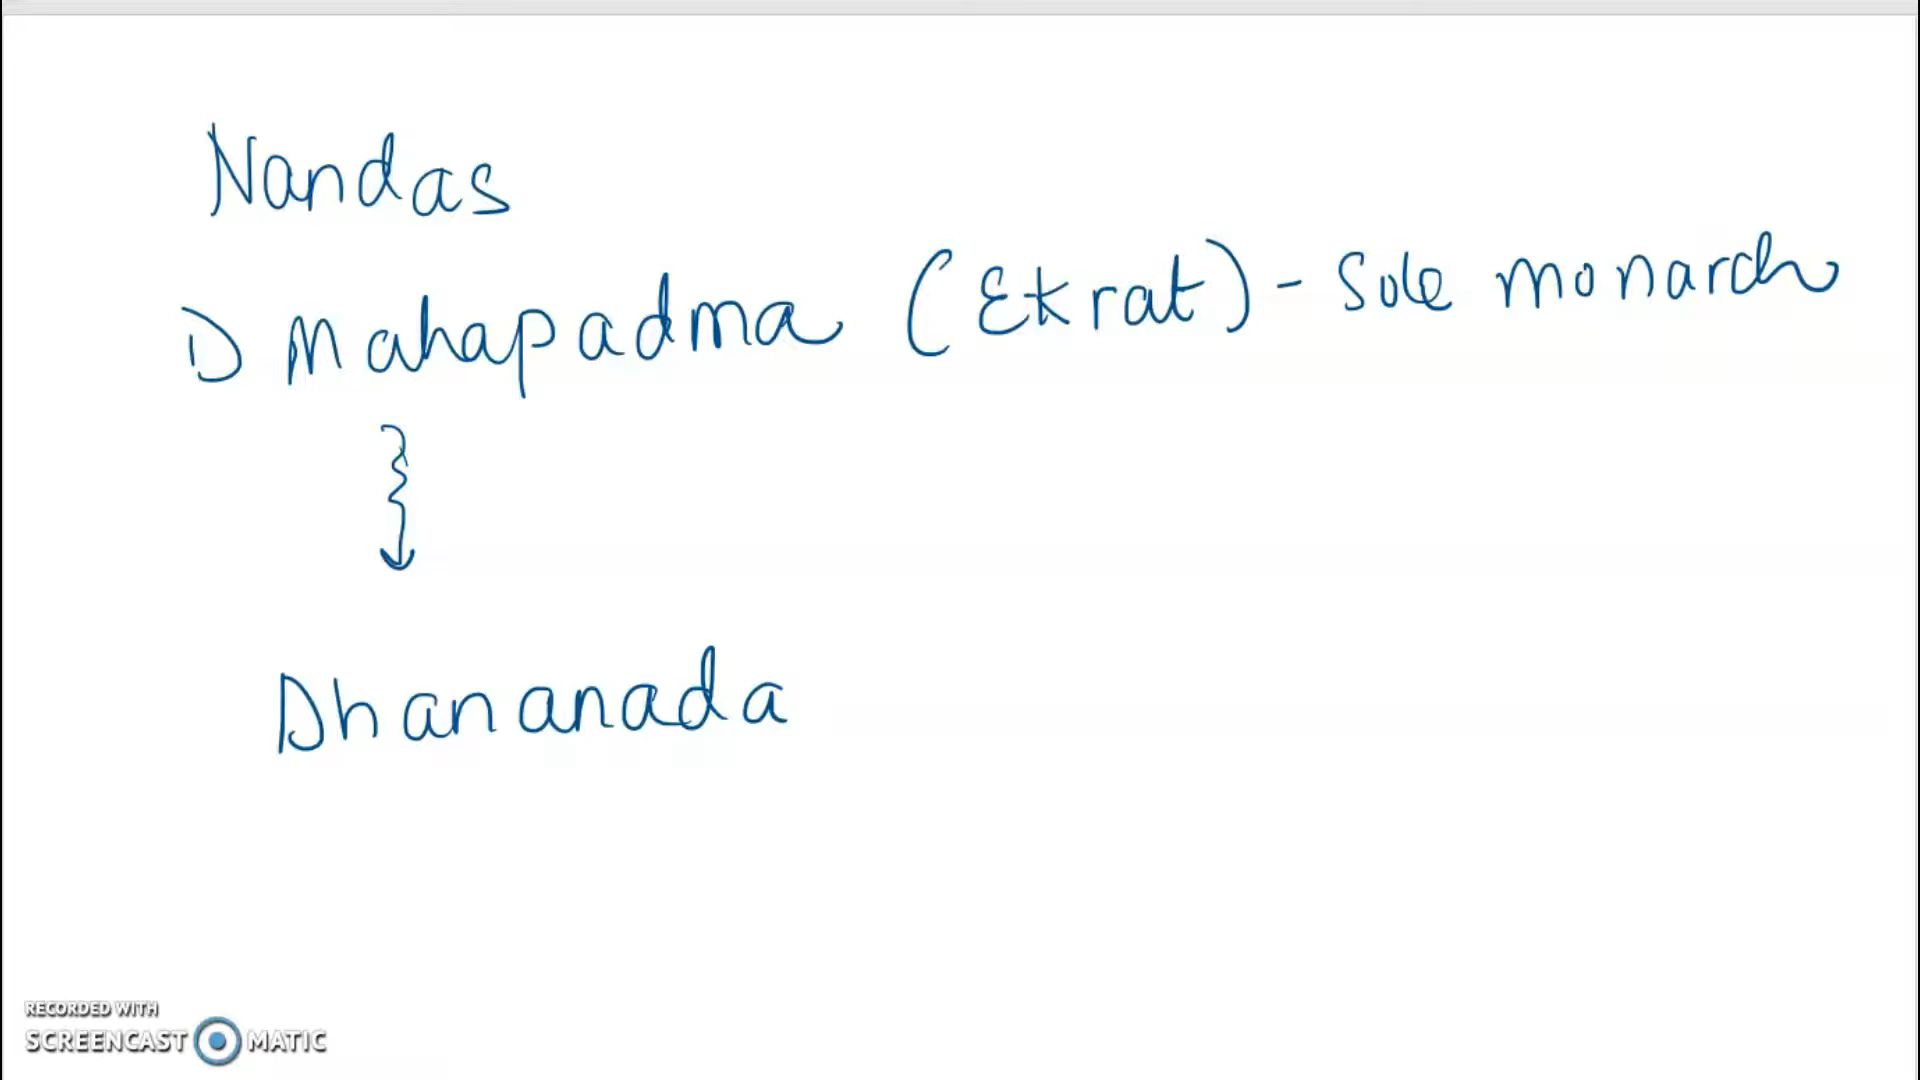 Nandas
1) Mahapadma (Ekrat) - Sole monarch
Dhananada
RECORDED WITH
SCREENCAST MATIC